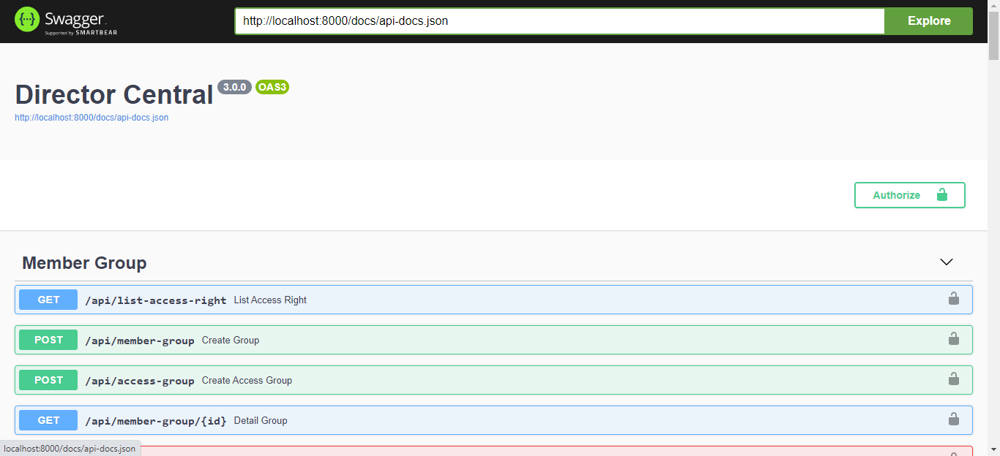 Swagger
Supported by SMARTBEAR
http://localhost:8000/docs/api-docs.json
Explore
Director Central 3.0.0 OAS3
http://localhost:8000/docs/api-docs.json
Authorize
Member Group
GET /api/list-access-right List Access Right
POST /api/member-group Create Group
POST /api/access-group Create Access Group
GET /api/member-group/{id} Detail Group
localhost:8000/docs/api-docs.json